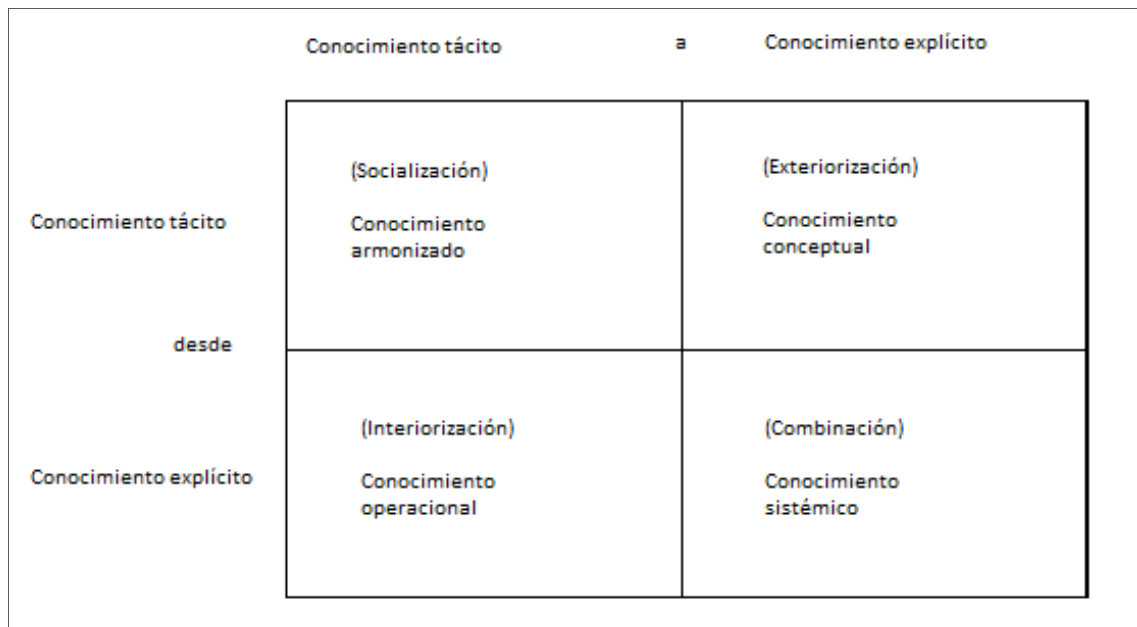 Conocimiento tácito a Conocimiento explícito
(Socialización)
Conocimiento
armonizado
(Exteriorización)
Conocimiento
conceptual
Conocimiento tácito
desde
(Interiorización)
Conocimiento
operacional
(Combinación)
Conocimiento
sistémico
Conocimiento explícito